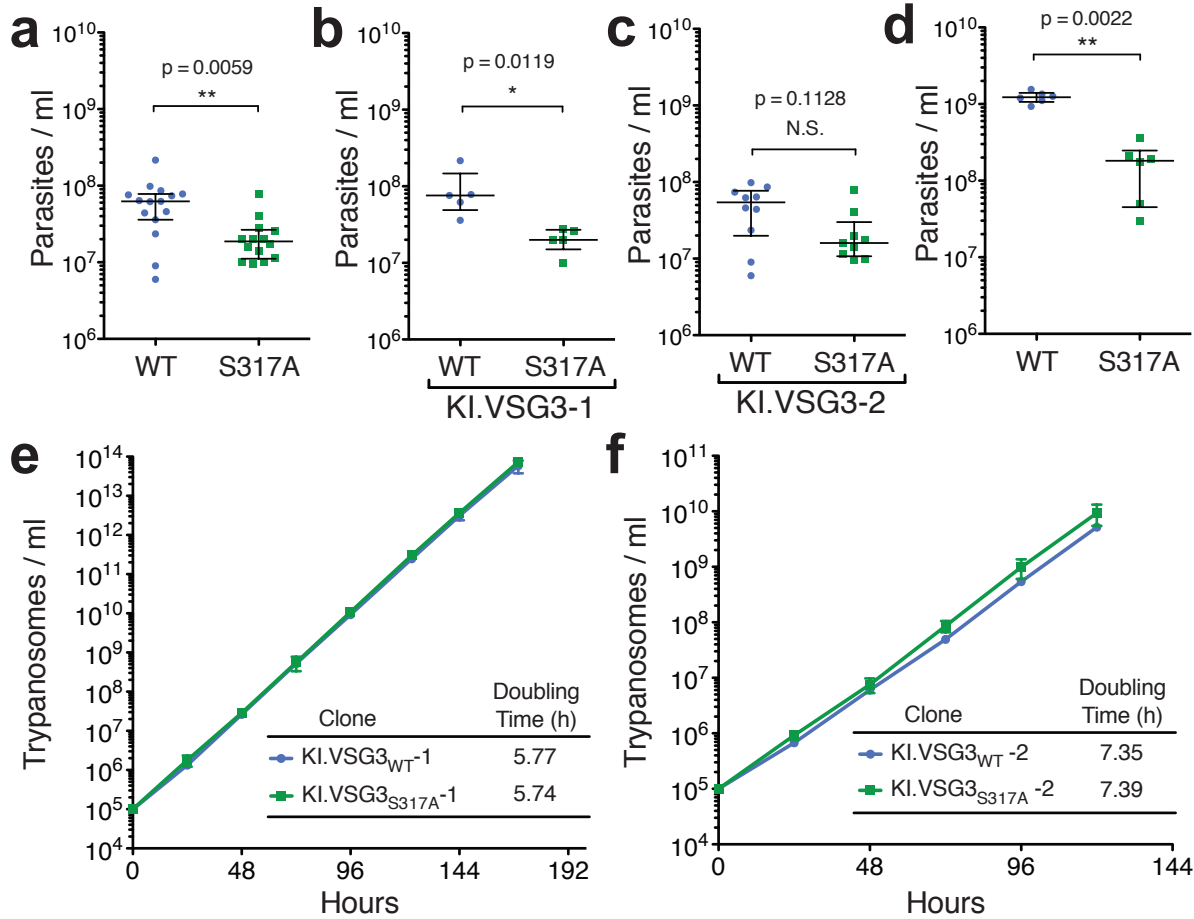 a
10^10
10^9
10^8
10^7
10^6
Parasites / ml
p = 0.0059
**
WT S317A
b
10^10
10^9
10^8
10^7
10^6
Parasites / ml
p = 0.0119
*
WT S317A
KI.VSG3-1
c
10^10
10^9
10^8
10^7
10^6
Parasites / ml
p = 0.1128
N.S.
WT S317A
KI.VSG3-2
d
10^10
10^9
10^8
10^7
10^6
Parasites / ml
p = 0.0022
**
WT S317A
e
10^14
10^13
10^12
10^11
10^10
10^9
10^8
10^7
10^6
10^5
10^4
Trypanosomes / ml
Doubling
Clone Time (h)
KI.VSG3WT-1 5.77
KI.VSG3S317A-1 5.74
0 48 96 144 192
Hours
f
10^11
10^10
10^9
10^8
10^7
10^6
10^5
10^4
Trypanosomes / ml
Doubling
Clone Time (h)
KI.VSG3WT -2 7.35
KI.VSG3S317A -2 7.39
0 48 96 144
Hours